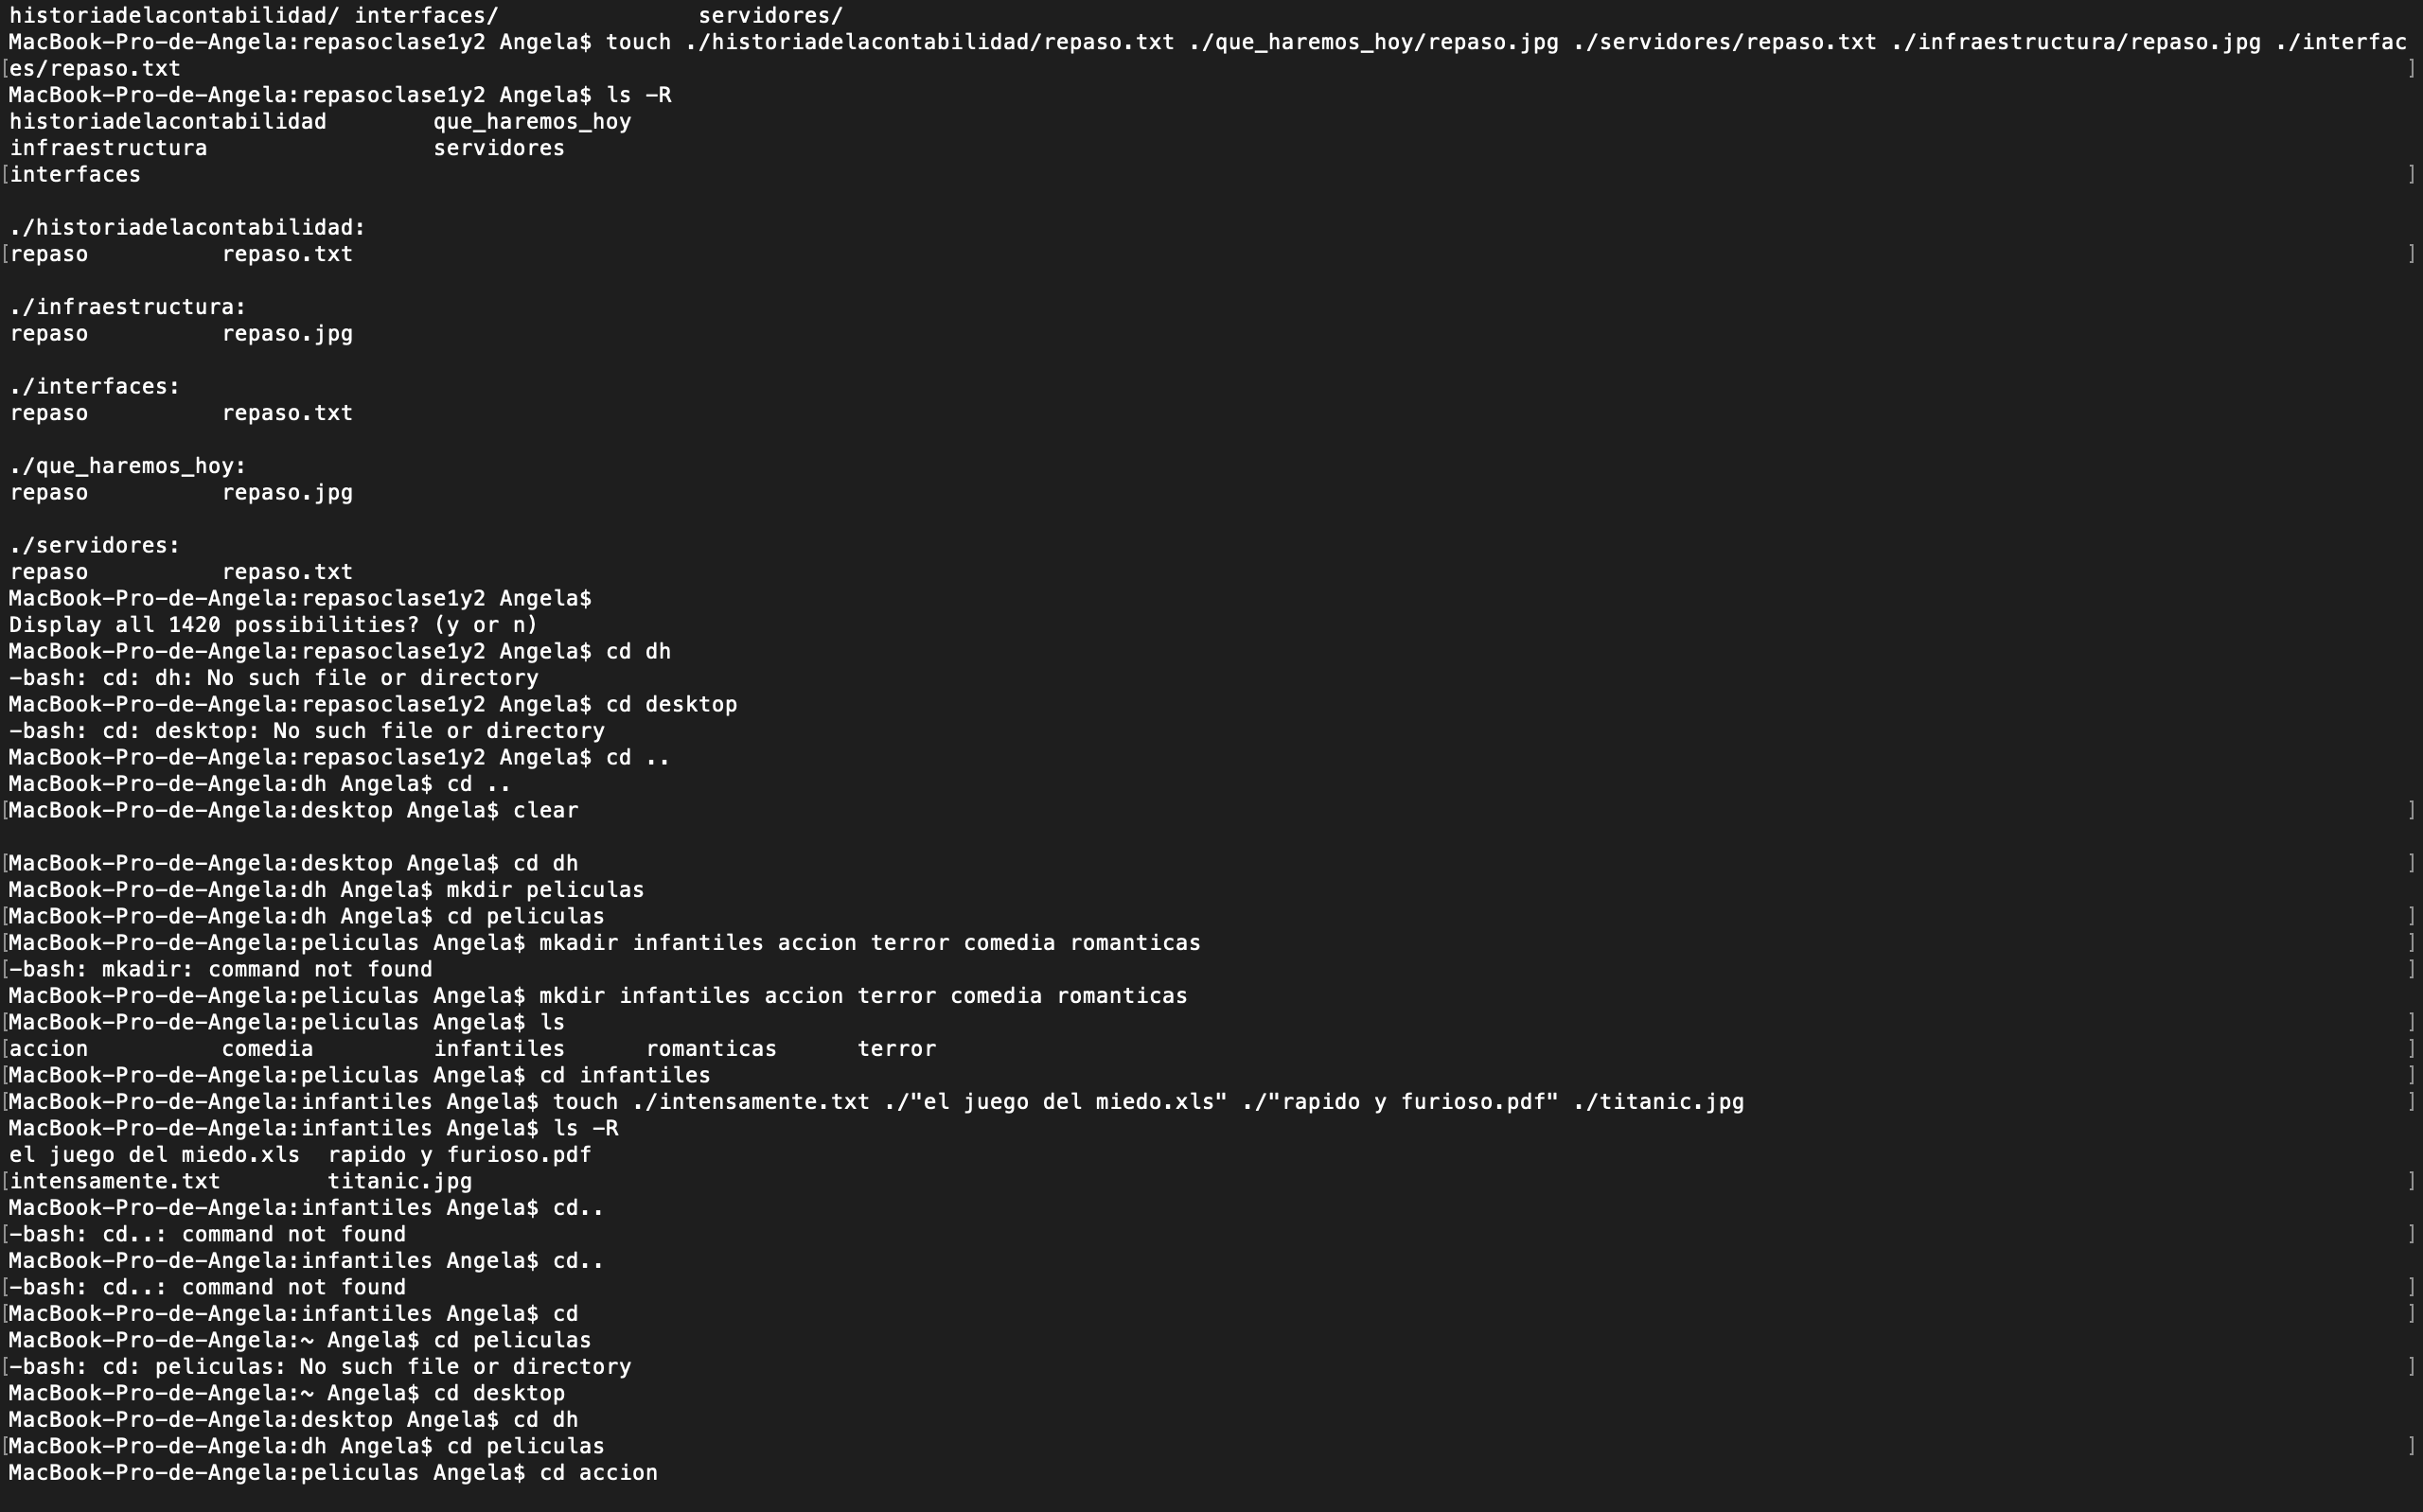 historiadelacontabilidad/ interfaces/               servidores/
MacBook-Pro-de-Angela:repasoclase1y2 Angela$ touch ./historiadelacontabilidad/repaso.txt ./que_haremos_hoy/repaso.jpg ./servidores/repaso.txt ./infraestructura/repaso.jpg ./interfac
[es/repaso.txt ]
MacBook-Pro-de-Angela:repasoclase1y2 Angela$ ls -R
historiadelacontabilidad        que_haremos_hoy
infraestructura                 servidores
[interfaces ]
./historiadelacontabilidad:
[repaso          repaso.txt ]
./infraestructura:
repaso          repaso.jpg
./interfaces:
repaso          repaso.txt
./que_haremos_hoy:
repaso          repaso.jpg
./servidores:
repaso          repaso.txt
MacBook-Pro-de-Angela:repasoclase1y2 Angela$
Display all 1420 possibilities? (y or n)
MacBook-Pro-de-Angela:repasoclase1y2 Angela$ cd dh
-bash: cd: dh: No such file or directory
MacBook-Pro-de-Angela:repasoclase1y2 Angela$ cd desktop
-bash: cd: desktop: No such file or directory
MacBook-Pro-de-Angela:repasoclase1y2 Angela$ cd ..
MacBook-Pro-de-Angela:dh Angela$ cd ..
[MacBook-Pro-de-Angela:desktop Angela$ clear ]
[MacBook-Pro-de-Angela:desktop Angela$ cd dh ]
MacBook-Pro-de-Angela:dh Angela$ mkdir peliculas
[MacBook-Pro-de-Angela:dh Angela$ cd peliculas ]
[MacBook-Pro-de-Angela:peliculas Angela$ mkadir infantiles accion terror comedia romanticas ]
[-bash: mkadir: command not found ]
MacBook-Pro-de-Angela:peliculas Angela$ mkdir infantiles accion terror comedia romanticas
[MacBook-Pro-de-Angela:peliculas Angela$ ls ]
[accion          comedia         infantiles      romanticas      terror ]
[MacBook-Pro-de-Angela:peliculas Angela$ cd infantiles ]
[MacBook-Pro-de-Angela:infantiles Angela$ touch ./intensamente.txt ./"el juego del miedo.xls" ./"rapido y furioso.pdf" ./titanic.jpg ]
MacBook-Pro-de-Angela:infantiles Angela$ ls -R
el juego del miedo.xls  rapido y furioso.pdf
[intensamente.txt        titanic.jpg ]
MacBook-Pro-de-Angela:infantiles Angela$ cd..
[-bash: cd..: command not found ]
MacBook-Pro-de-Angela:infantiles Angela$ cd..
[-bash: cd..: command not found ]
[MacBook-Pro-de-Angela:infantiles Angela$ cd ]
MacBook-Pro-de-Angela:~ Angela$ cd peliculas
[-bash: cd: peliculas: No such file or directory ]
MacBook-Pro-de-Angela:~ Angela$ cd desktop
MacBook-Pro-de-Angela:desktop Angela$ cd dh
[MacBook-Pro-de-Angela:dh Angela$ cd peliculas ]
MacBook-Pro-de-Angela:peliculas Angela$ cd accion